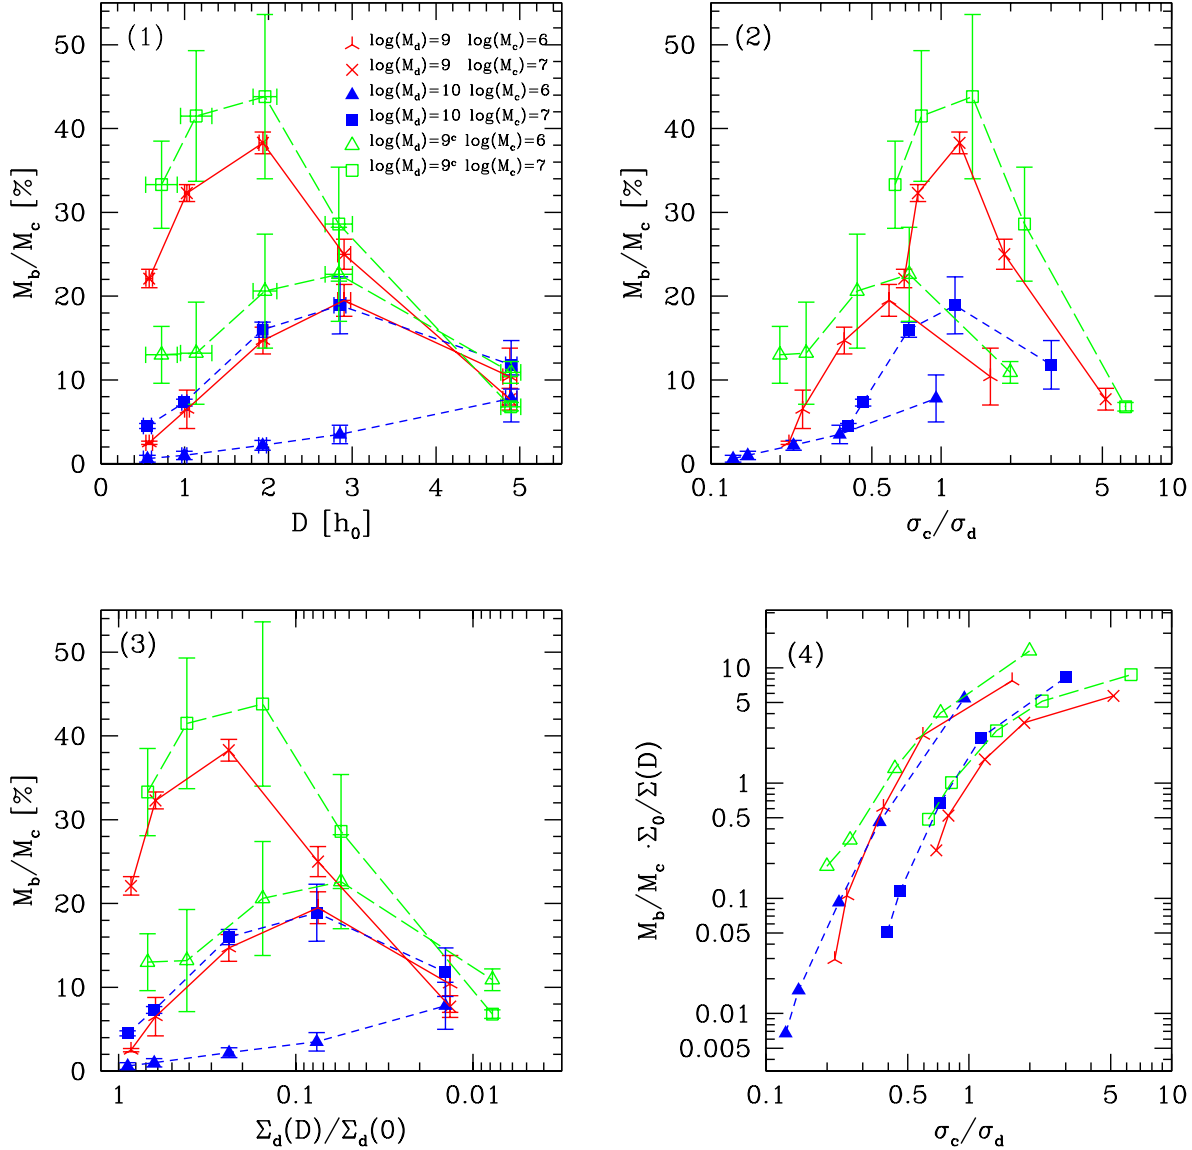 (1)
log(M_d)=9 log(M_c)=6
log(M_d)=9 log(M_c)=7
log(M_d)=10 log(M_c)=6
log(M_d)=10 log(M_c)=7
log(M_d)=9ᶜ log(M_c)=6
log(M_d)=9ᶜ log(M_c)=7
50
40
30
20
10
0
M_b/M_c [%]
0 1 2 3 4 5
D [h_0]
(2)
50
40
30
20
10
0
M_b/M_c [%]
0.1 0.5 1 5 10
σ_c/σ_d
(3)
50
40
30
20
10
0
M_b/M_c [%]
1 0.1 0.01
Σ_d(D)/Σ_d(0)
(4)
10
5
1
0.5
0.1
0.05
0.01
0.005
M_b/M_c ·Σ_0/Σ(D)
0.1 0.5 1 5 10
σ_c/σ_d